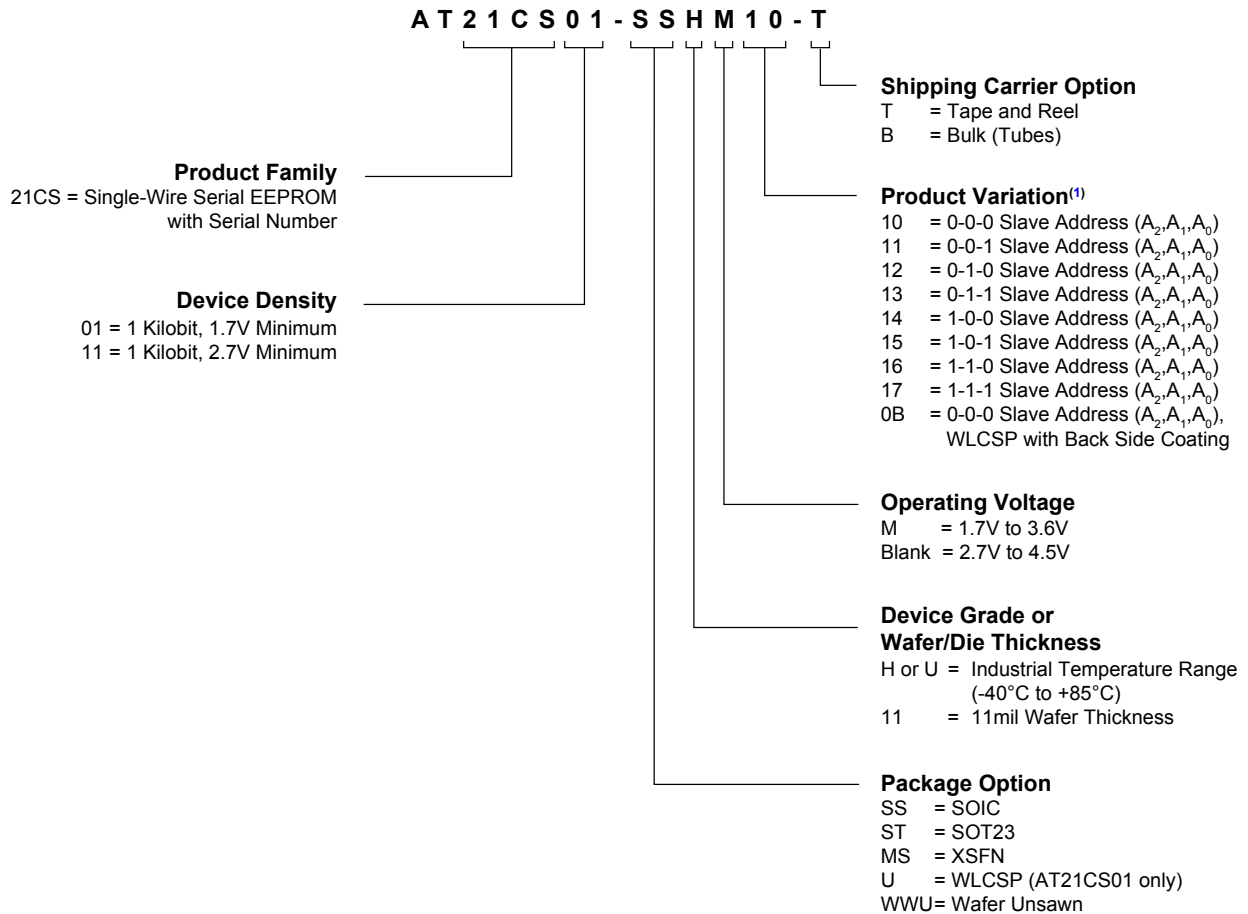 AT21CS01-SSHM10-T
Product Family
21CS = Single-Wire Serial EEPROM
with Serial Number
Device Density
01 = 1 Kilobit, 1.7V Minimum
11 = 1 Kilobit, 2.7V Minimum
Shipping Carrier Option
T = Tape and Reel
B = Bulk (Tubes)
Product Variation(1)
10 = 0-0-0 Slave Address (A2,A1,A0)
11 = 0-0-1 Slave Address (A2,A1,A0)
12 = 0-1-0 Slave Address (A2,A1,A0)
13 = 0-1-1 Slave Address (A2,A1,A0)
14 = 1-0-0 Slave Address (A2,A1,A0)
15 = 1-0-1 Slave Address (A2,A1,A0)
16 = 1-1-0 Slave Address (A2,A1,A0)
17 = 1-1-1 Slave Address (A2,A1,A0)
0B = 0-0-0 Slave Address (A2,A1,A0),
WLCSP with Back Side Coating
Operating Voltage
M = 1.7V to 3.6V
Blank = 2.7V to 4.5V
Device Grade or
Wafer/Die Thickness
H or U = Industrial Temperature Range
(-40°C to +85°C)
11 = 11mil Wafer Thickness
Package Option
SS = SOIC
ST = SOT23
MS = XSFN
U = WLCSP (AT21CS01 only)
WWU= Wafer Unsawn